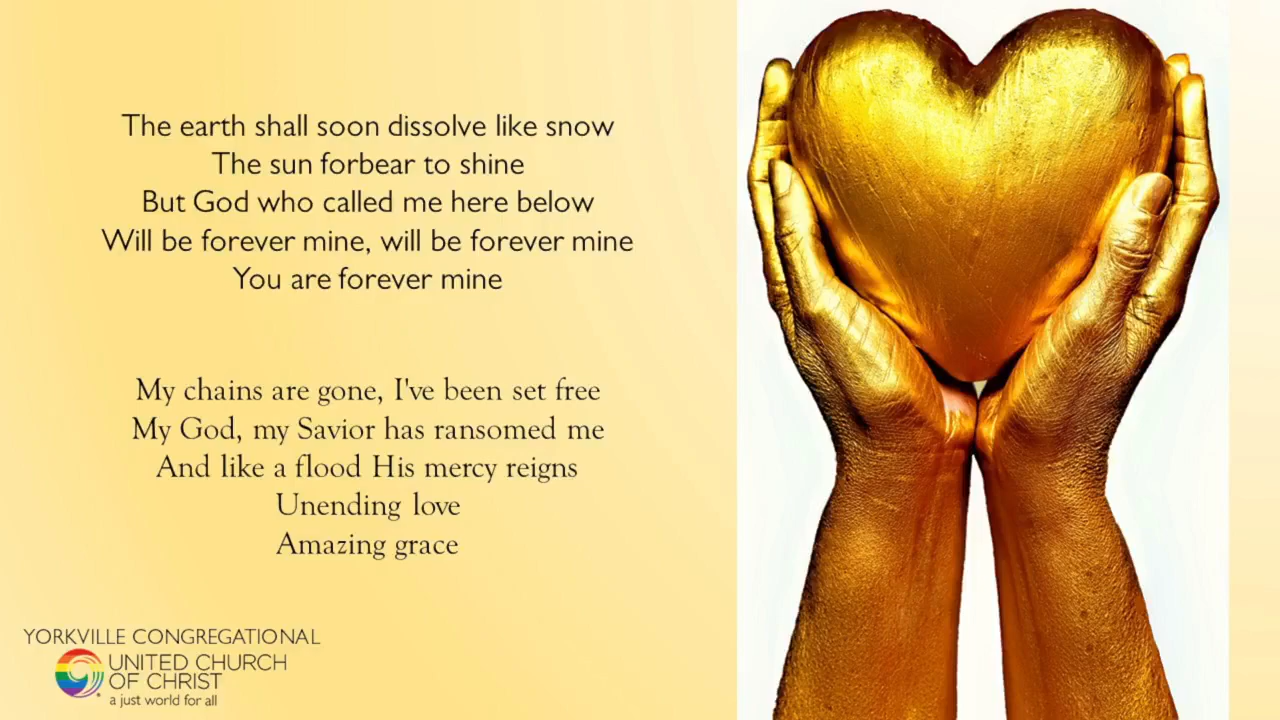 The earth shall soon dissolve like snow
The sun forbear to shine
But God who called me here below
Will be forever mine, will be forever mine
You are forever mine
My chains are gone, I've been set free
My God, my Savior has ransomed me
And like a flood His mercy reigns
Unending love
Amazing grace
YORKVILLE CONGREGATIONAL
UNITED CHURCH
OF CHRIST
a just world for all